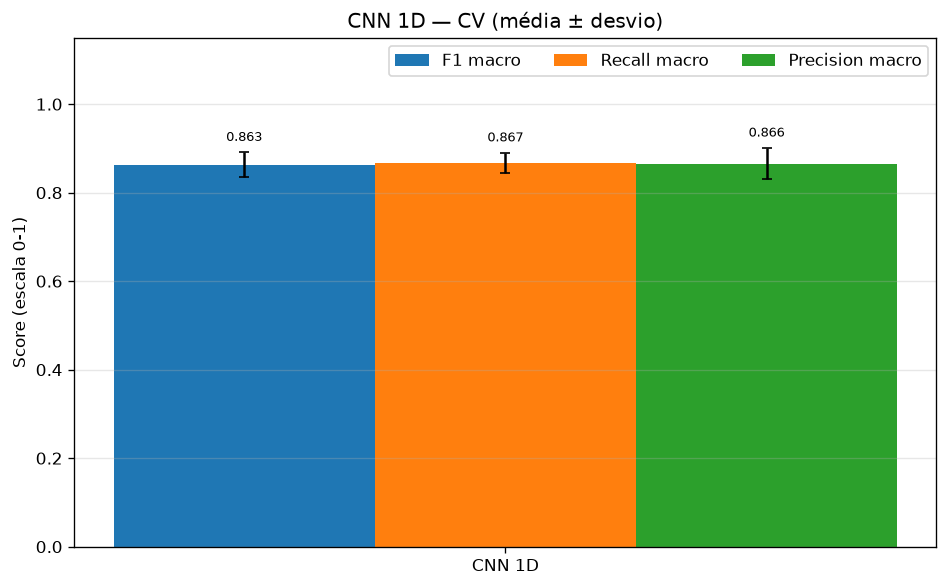 CNN 1D — CV (média ± desvio)
F1 macro Recall macro Precision macro
1.0
0.8
0.6
0.4
0.2
0.0
Score (escala 0-1)
0.863
0.867
0.866
CNN 1D